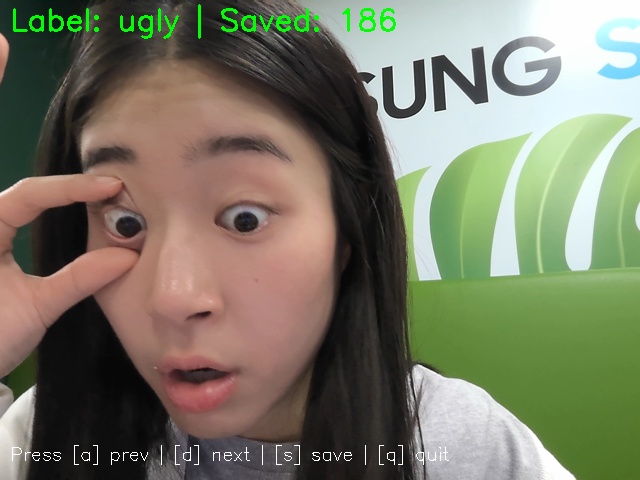 Label: ugly | Saved: 186
SUNG S
Press [a] prev | [d] next | [s] save | [q] quit